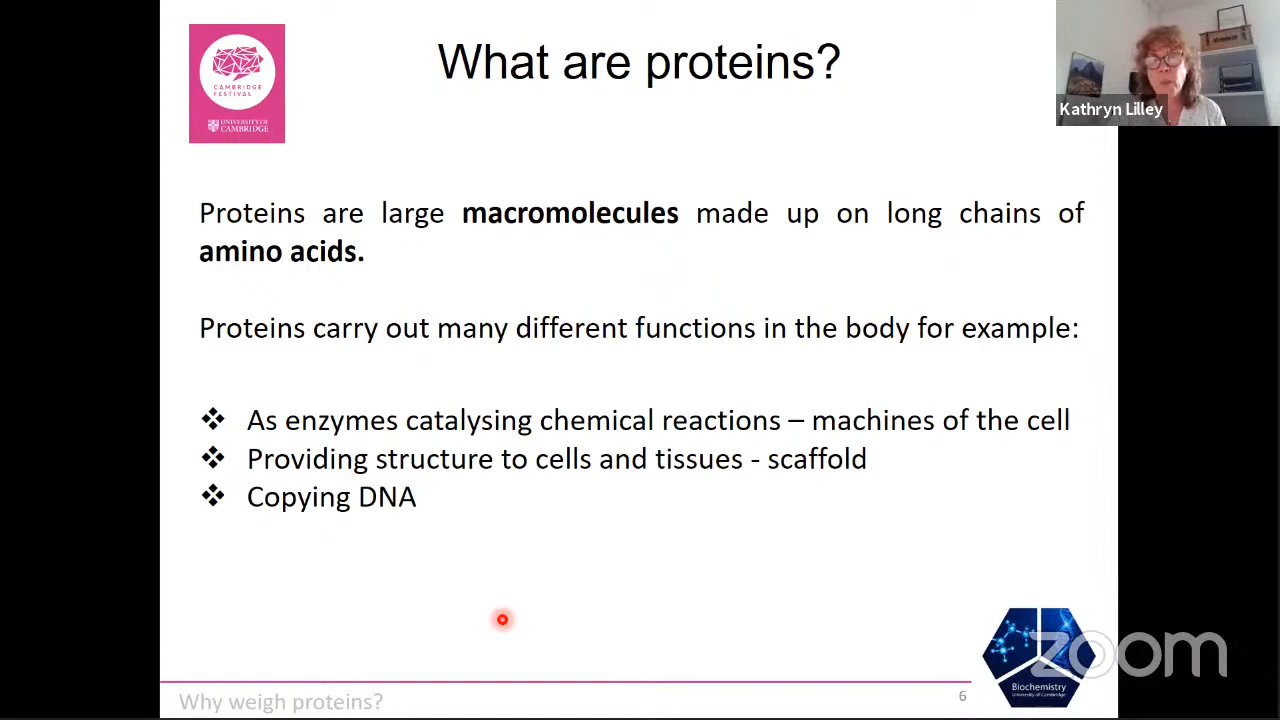 What are proteins?
CAMBRIDGE
FESTIVAL
UNIVERSITY OF
CAMBRIDGE
Kathryn Lilley
Proteins are large macromolecules made up on long chains of
amino acids.
Proteins carry out many different functions in the body for example:
❖ As enzymes catalysing chemical reactions – machines of the cell
❖ Providing structure to cells and tissues - scaffold
❖ Copying DNA
Biochemistry
University of Cambridge
zoom
Why weigh proteins?
6